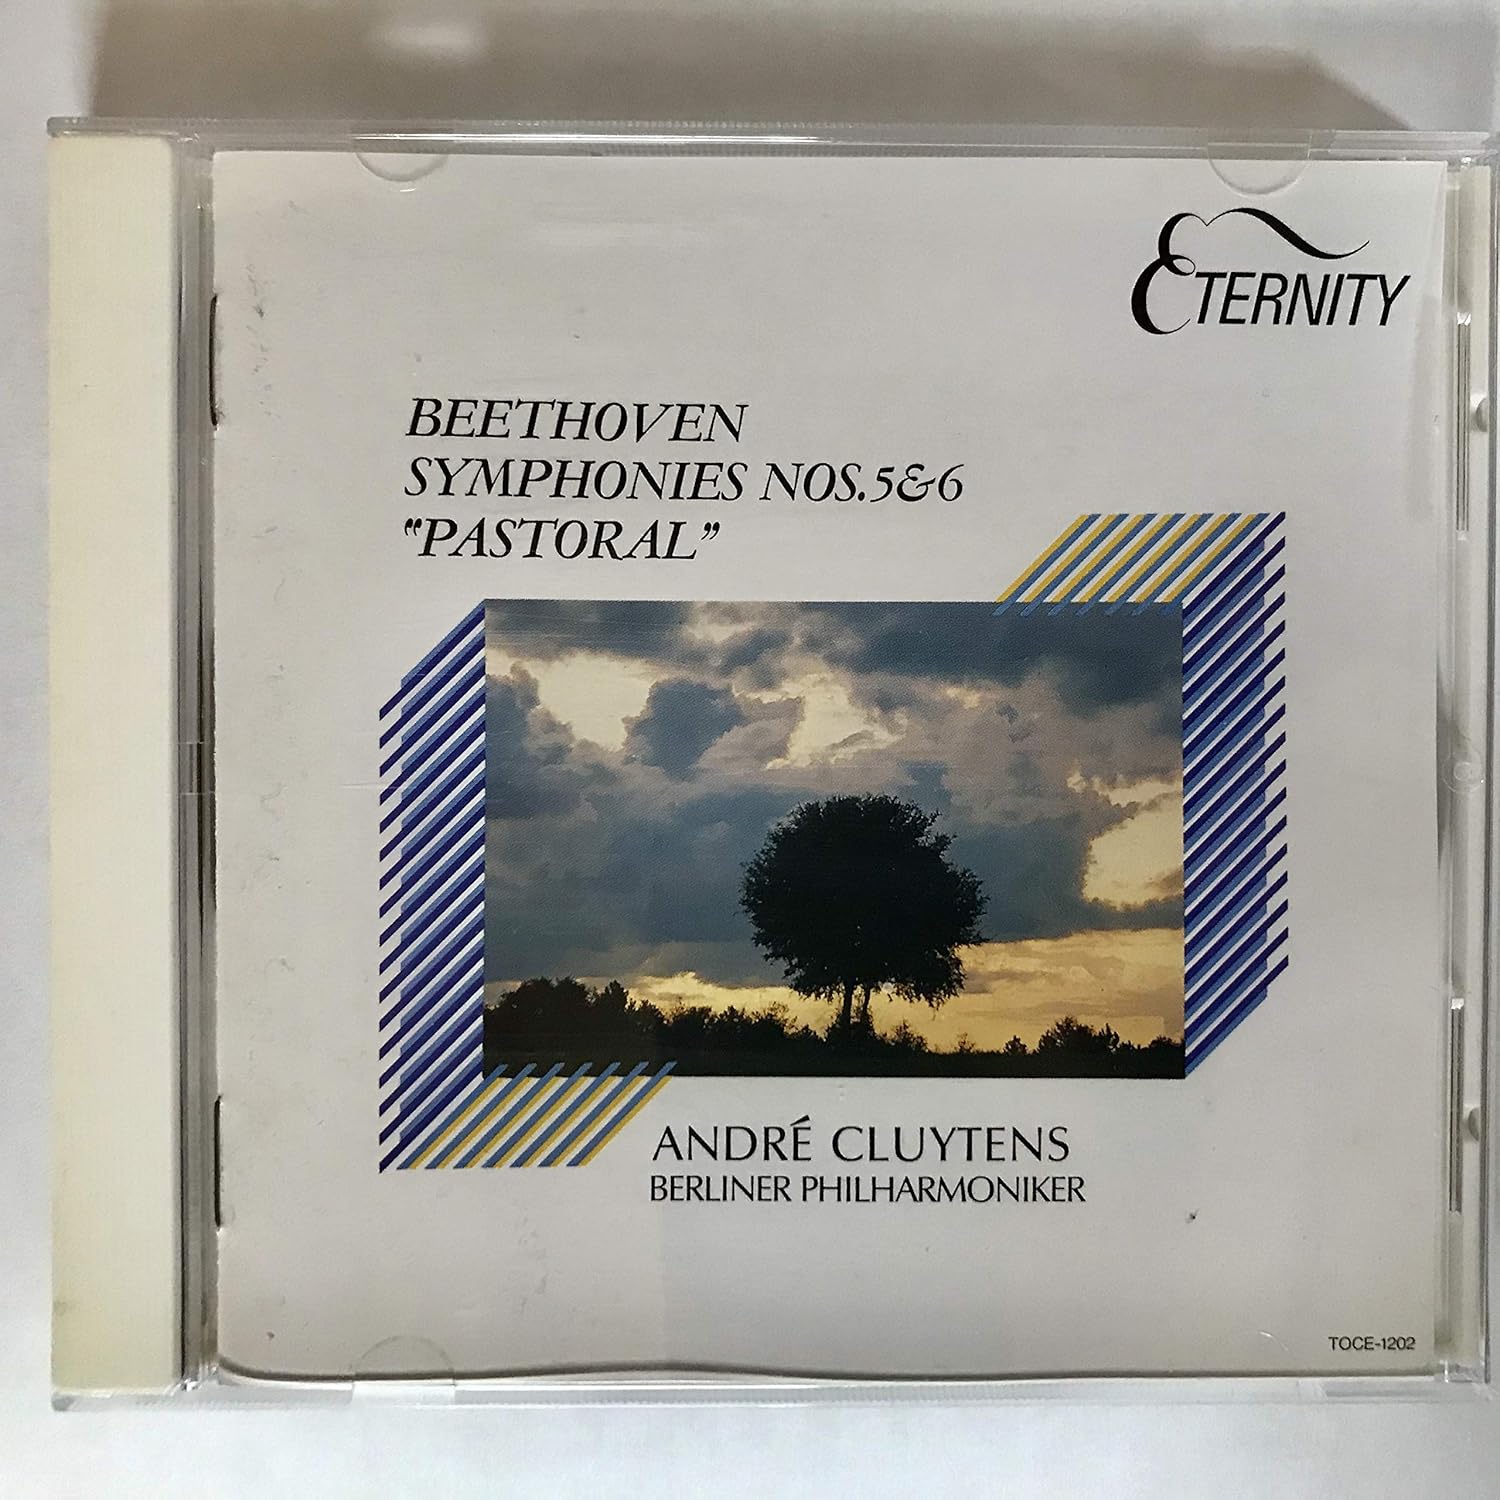 ETERNITY
BEETHOVEN
SYMPHONIES NOS.5&6
“PASTORAL”
ANDRÉ CLUYTENS
BERLINER PHILHARMONIKER
TOCE-1202